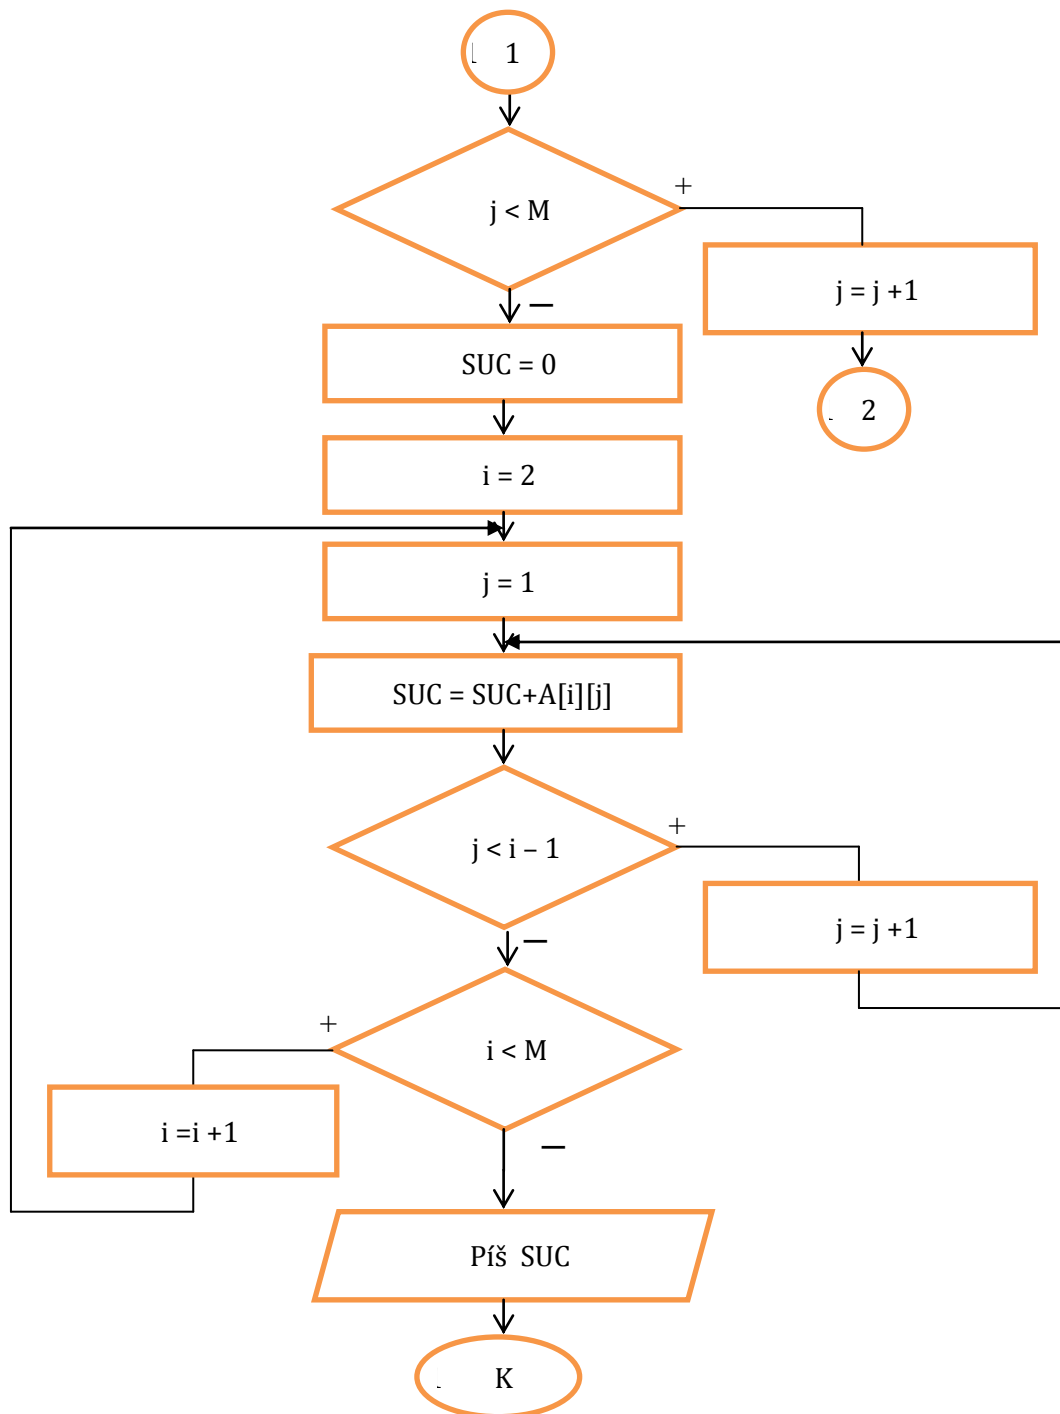 1
j < M
+
j = j +1
–
SUC = 0
2
i = 2
j = 1
SUC = SUC+A[i][j]
j < i – 1
+
j = j +1
–
+
i < M
i =i +1
–
Píš SUC
K